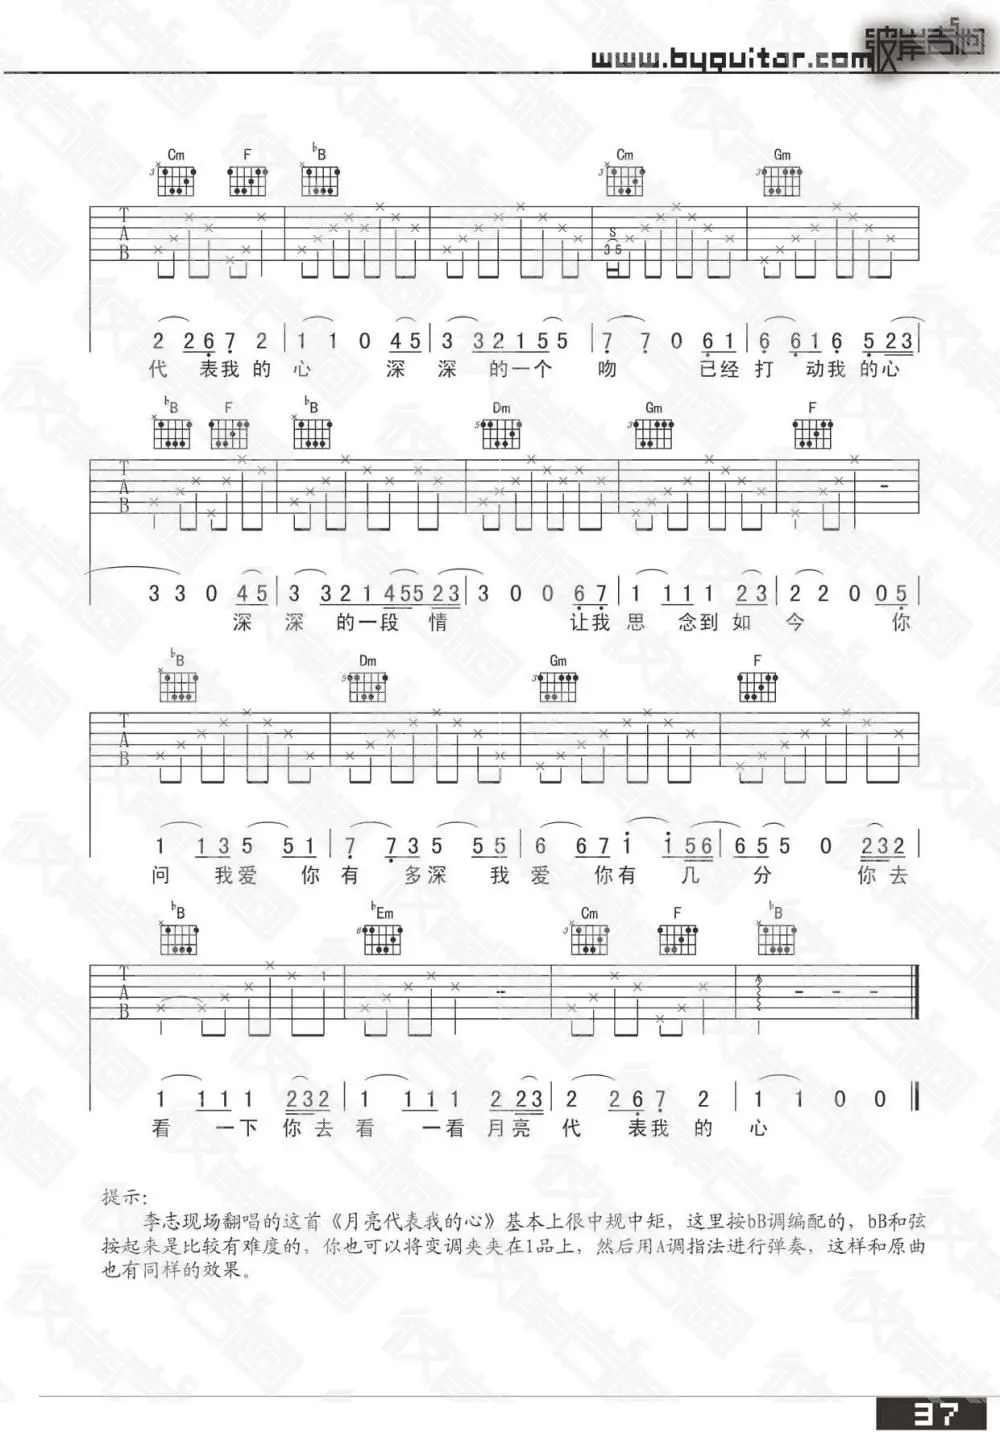 www.byguitar.com 彼岸吉他
Cm F ♭B Cm Gm
3 3 3
T A B S 3 5
2 2 6 7 2 | 1 1 0 4 5 | 3 3 2 1 5 5 5 | 7 7 0 6 1 | 6 6 1 6 5 2 3
代 表我的心 深 深的一个 吻 已经打 动我的心
♭B F ♭B Dm Gm F
5 3
T A B
3 3 0 4 5 | 3 3 2 1 4 5 5 2 3 | 3 0 0 6 7 | 1 1 1 1 2 3 | 2 2 0 0 5
深 深 的一段 情 让我思 念到如今 你
♭B Dm Gm F
5 3
T A B
1 1 3 5 5 1 | 7 7 3 5 5 5 | 6 6 7 1 1 5 6 | 6 5 5 0 2 3 2
问 我爱 你有 多深 我爱 你有 几 分 你去
♭B ♭Em Cm F ♭B
6 3
T A B 1
1 1 1 1 2 3 2 | 1 1 1 1 2 2 3 | 2 2 6 7 2 | 1 1 0 0
看 一下 你去看 一看月亮代 表我的心
提示:
李志现场翻唱的这首《月亮代表我的心》基本上很中规中矩，这里按bB调编配的，bB和弦
按起来是比较有难度的，你也可以将变调夹夹在1品上，然后用A调指法进行弹奏，这样和原曲
也有同样的效果。
37